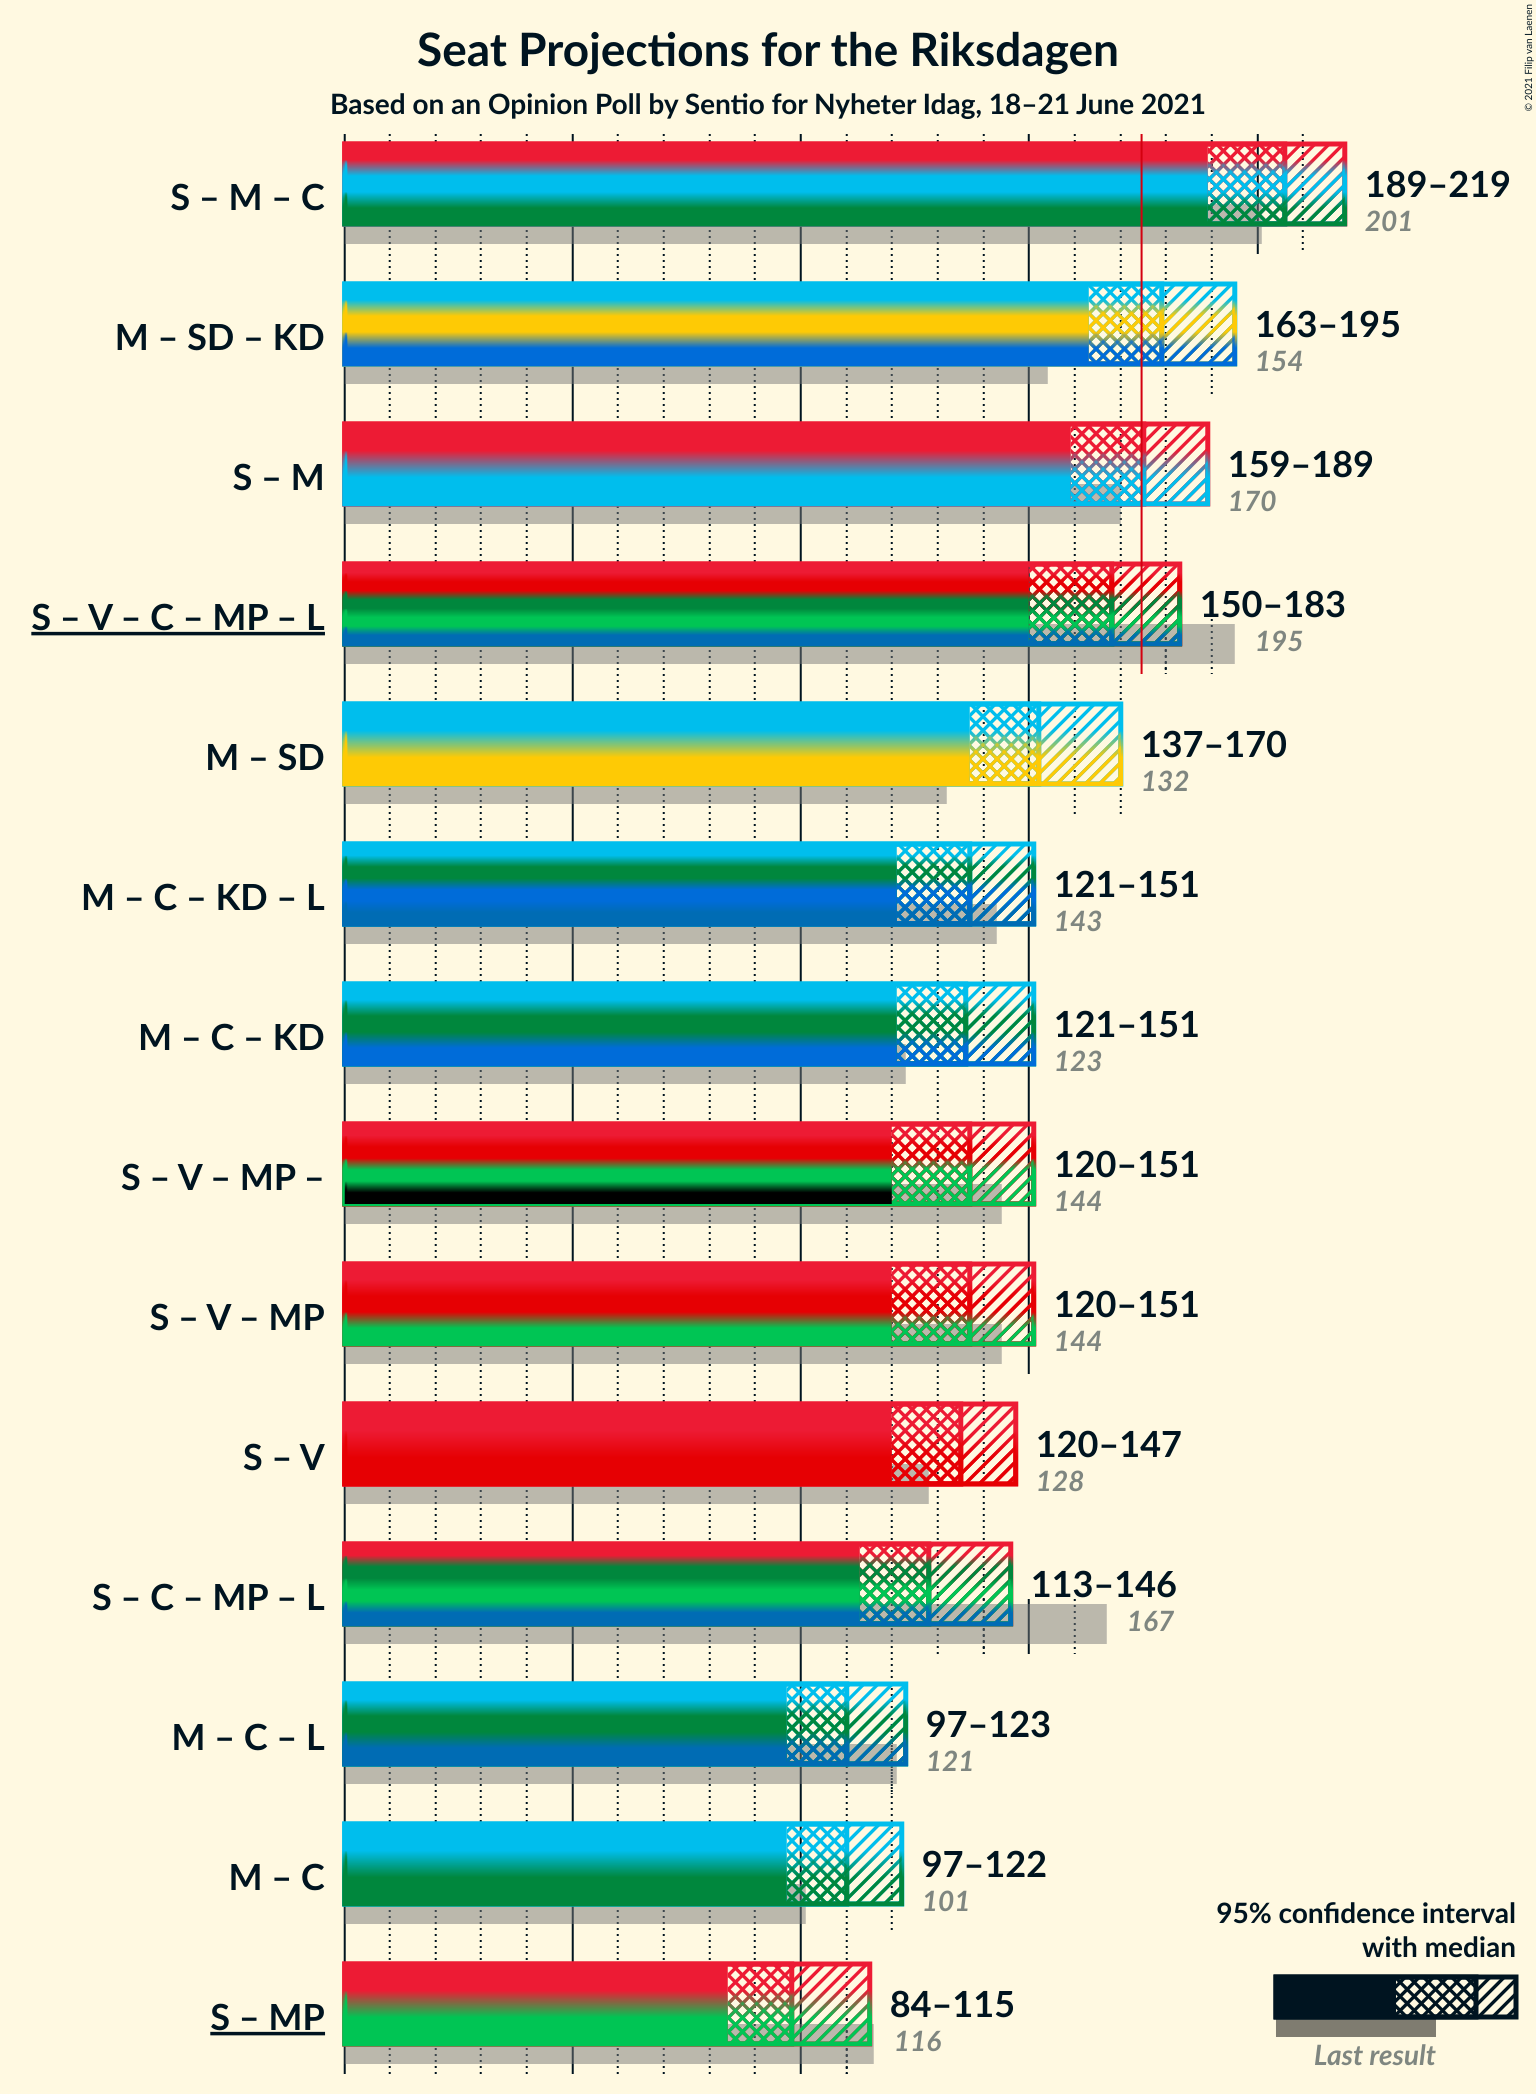 Seat Projections for the Riksdagen
Based on an Opinion Poll by Sentio for Nyheter Idag, 18–21 June 2021
© 2021 Filip van Laenen
S – M – C
189–219
201
M – SD – KD
163–195
154
S – M
159–189
170
S – V – C – MP – L
150–183
195
M – SD
137–170
132
M – C – KD – L
121–151
143
M – C – KD
121–151
123
S – V – MP –
120–151
144
S – V – MP
120–151
144
S – V
120–147
128
S – C – MP – L
113–146
167
M – C – L
97–123
121
M – C
97–122
101
S – MP
84–115
116
95% confidence interval
with median
Last result